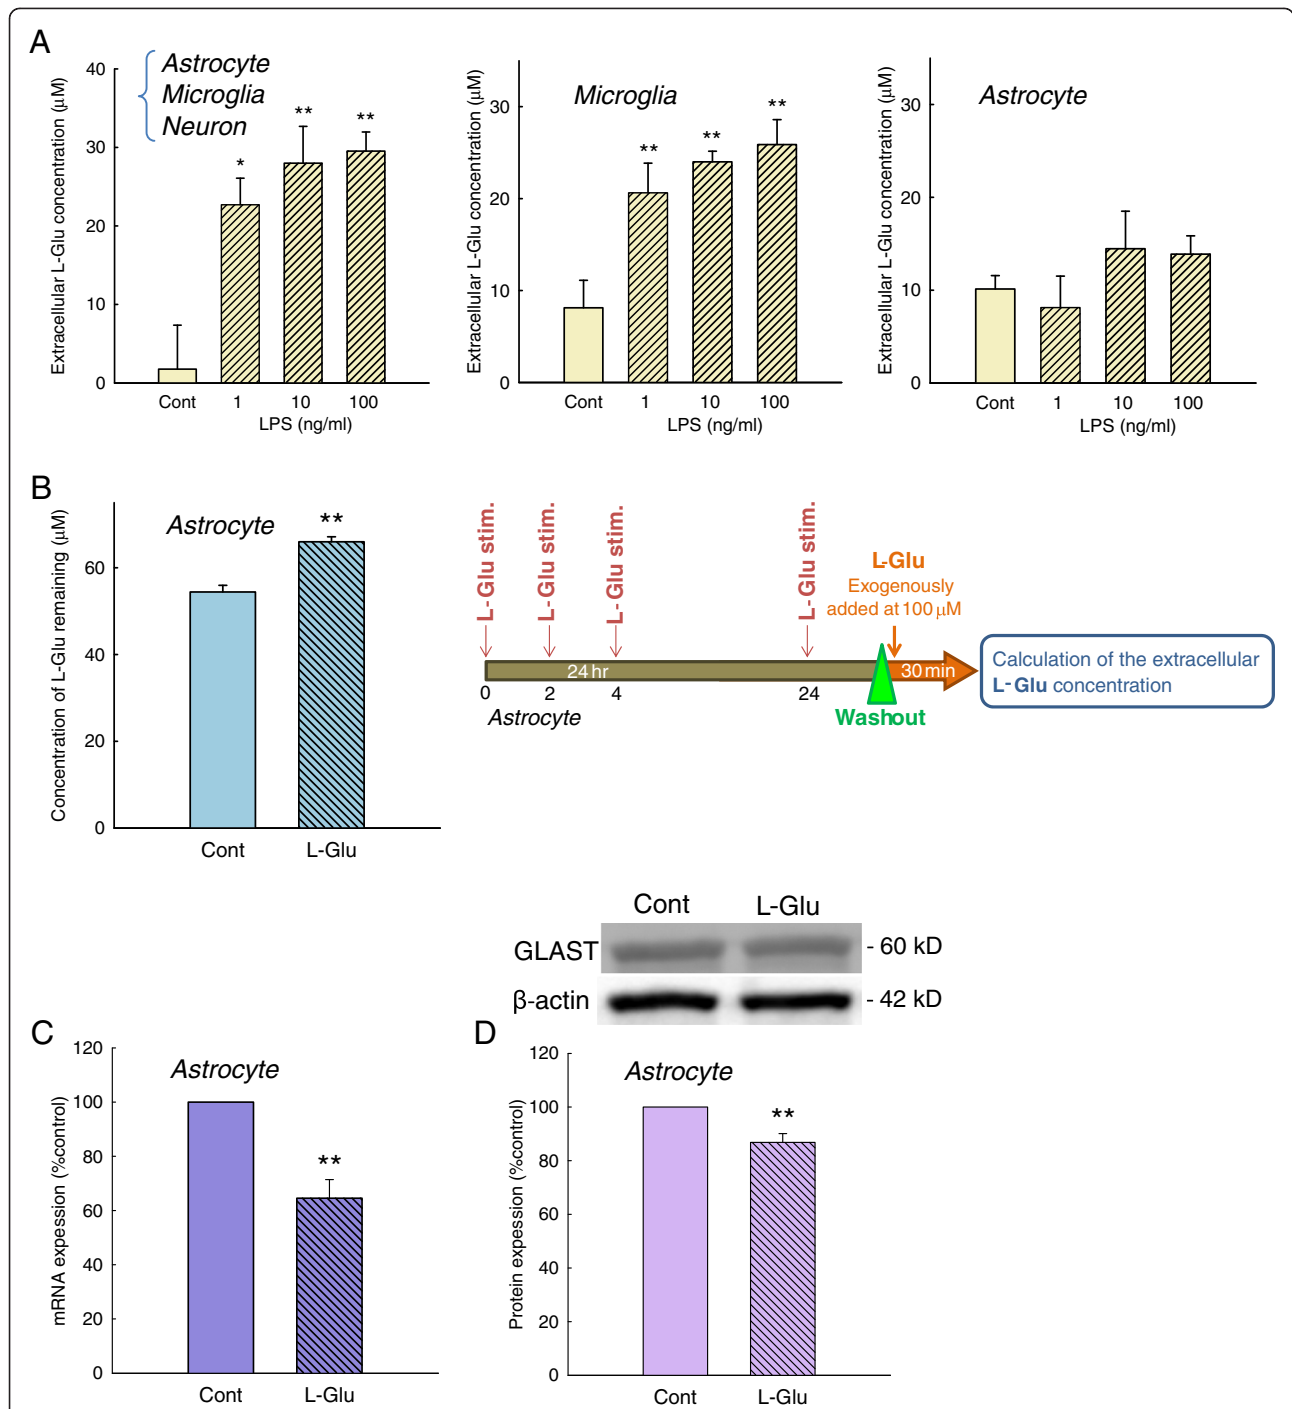 A
Astrocyte
Microglia
Neuron
Extracellular L-Glu concentration (μM)
40
30
20
10
0
*
**
**
Cont
1
10
100
LPS (ng/ml)
Microglia
Extracellular L-Glu concentration (μM)
30
20
10
0
**
**
**
Cont
1
10
100
LPS (ng/ml)
Astrocyte
Extracellular L-Glu concentration (μM)
30
20
10
0
Cont
1
10
100
LPS (ng/ml)
B
Astrocyte
**
Concentration of L-Glu remaining (μM)
60
40
20
0
Cont
L-Glu
L-Glu stim.
L-Glu stim.
L-Glu stim.
L-Glu stim.
L-Glu
Exogenously
added at 100 μM
24 hr
30 min
0
2
4
24
Astrocyte
Washout
Calculation of the extracellular
L-Glu concentration
Cont
L-Glu
GLAST
- 60 kD
β-actin
- 42 kD
C
Astrocyte
mRNA expession (%control)
120
100
80
60
40
20
0
**
Cont
L-Glu
D
Astrocyte
Protein expession (%control)
120
100
80
60
40
20
0
**
Cont
L-Glu